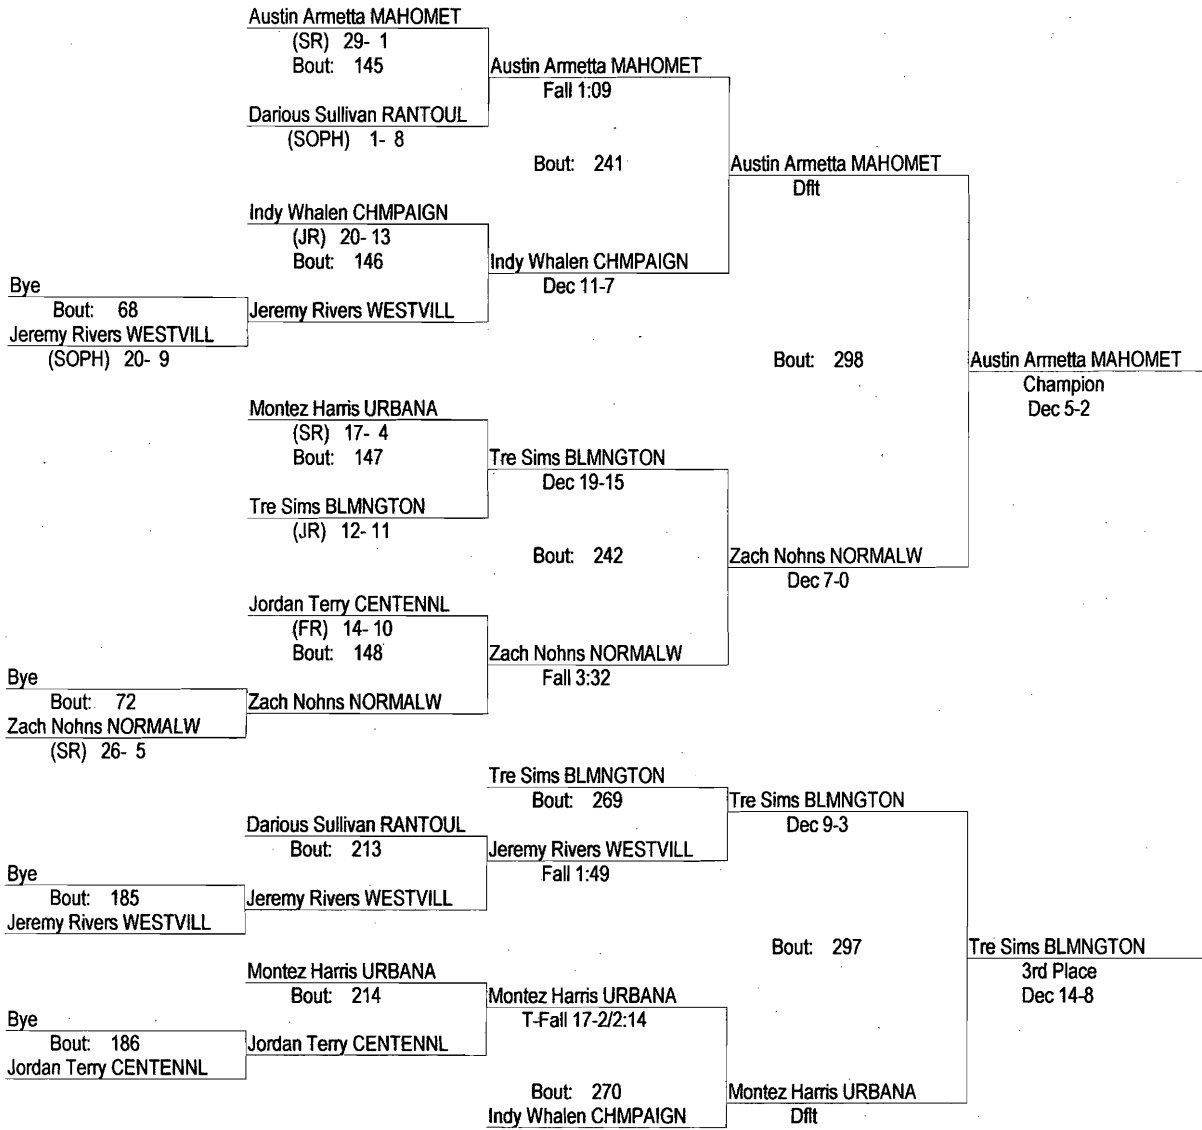 Austin Armetta MAHOMET
(SR) 29- 1
Bout: 145
Austin Armetta MAHOMET
Fall 1:09
Darious Sullivan RANTOUL
(SOPH) 1- 8
Bout: 241
Austin Armetta MAHOMET
Dflt
Indy Whalen CHMPAIGN
(JR) 20- 13
Bout: 146
Indy Whalen CHMPAIGN
Dec 11-7
Bye
Bout: 68
Jeremy Rivers WESTVILL
Jeremy Rivers WESTVILL
(SOPH) 20- 9
Bout: 298
Austin Armetta MAHOMET
Champion
Dec 5-2
Montez Harris URBANA
(SR) 17- 4
Bout: 147
Tre Sims BLMNGTON
Dec 19-15
Tre Sims BLMNGTON
(JR) 12- 11
Bout: 242
Zach Nohns NORMALW
Dec 7-0
Jordan Terry CENTENNL
(FR) 14- 10
Bout: 148
Zach Nohns NORMALW
Fall 3:32
Bye
Bout: 72
Zach Nohns NORMALW
Zach Nohns NORMALW
(SR) 26- 5
Tre Sims BLMNGTON
Bout: 269
Tre Sims BLMNGTON
Dec 9-3
Darious Sullivan RANTOUL
Bout: 213
Jeremy Rivers WESTVILL
Fall 1:49
Bye
Bout: 185
Jeremy Rivers WESTVILL
Jeremy Rivers WESTVILL
Bout: 297
Tre Sims BLMNGTON
3rd Place
Dec 14-8
Montez Harris URBANA
Bout: 214
Montez Harris URBANA
T-Fall 17-2/2:14
Bye
Bout: 186
Jordan Terry CENTENNL
Jordan Terry CENTENNL
Bout: 270
Montez Harris URBANA
Dflt
Indy Whalen CHMPAIGN